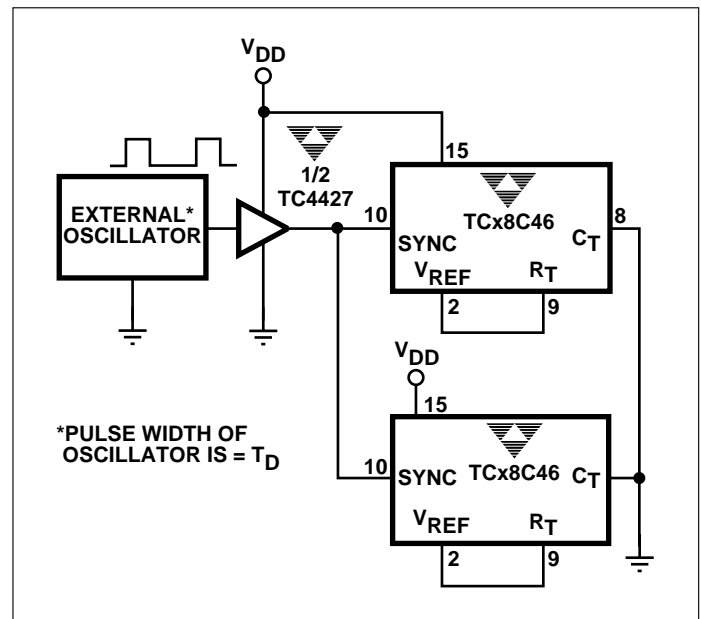 VDD
1/2
TC4427
15
EXTERNAL*
OSCILLATOR
10
SYNC
TCx8C46
CT
8
VREF
RT
2
9
VDD
15
*PULSE WIDTH OF
OSCILLATOR IS = TD
10
SYNC
TCx8C46
CT
VREF
RT
2
9